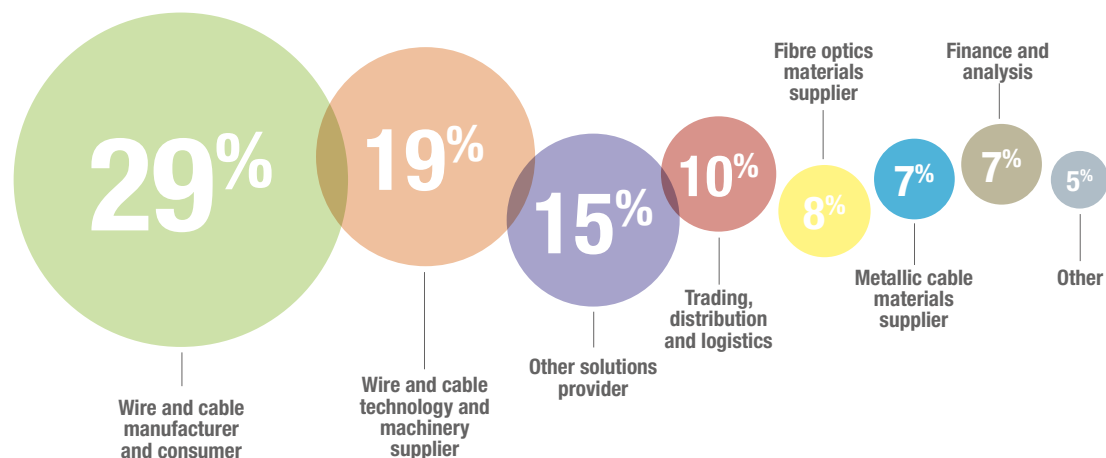 29%
Wire and cable
manufacturer
and consumer
19%
Wire and cable
technology and
machinery
supplier
15%
Other solutions
provider
10%
Trading,
distribution
and logistics
Fibre optics
materials
supplier
8%
7%
Metallic cable
materials
supplier
Finance and
analysis
7%
5%
Other